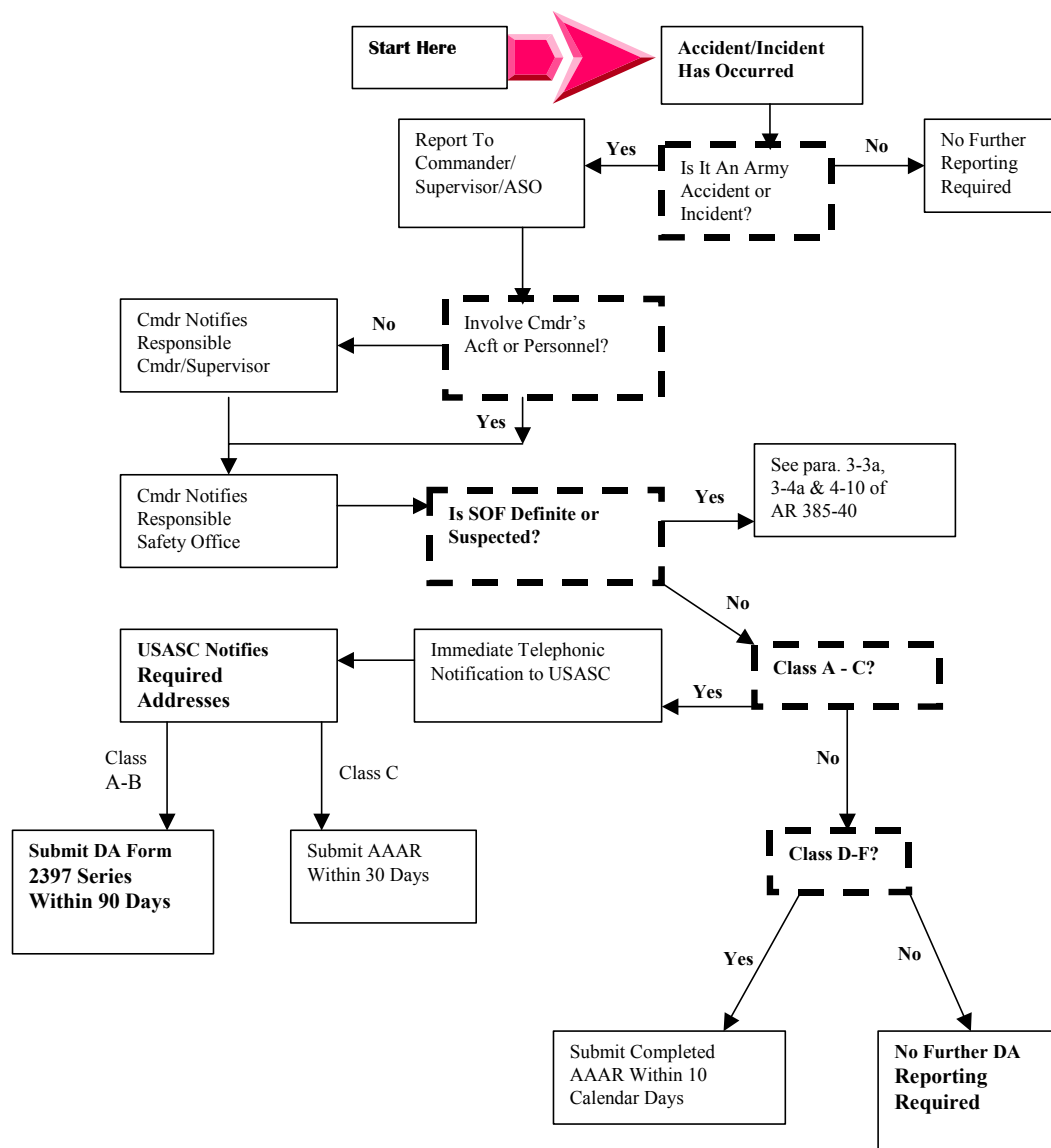 Start Here
Accident/Incident
Has Occurred
Report To
Commander/
Supervisor/ASO
Yes
Is It An Army
Accident or
Incident?
No
No Further
Reporting
Required
Cmdr Notifies
Responsible
Cmdr/Supervisor
No
Involve Cmdr's
Acft or Personnel?
Yes
Cmdr Notifies
Responsible
Safety Office
Is SOF Definite or
Suspected?
Yes
See para. 3-3a,
3-4a & 4-10 of
AR 385-40
No
USASC Notifies
Required
Addresses
Immediate Telephonic
Notification to USASC
Yes
Class A - C?
Class
A-B
Class C
No
Submit DA Form
2397 Series
Within 90 Days
Submit AAAR
Within 30 Days
Class D-F?
Yes
No
Submit Completed
AAAR Within 10
Calendar Days
No Further DA
Reporting
Required